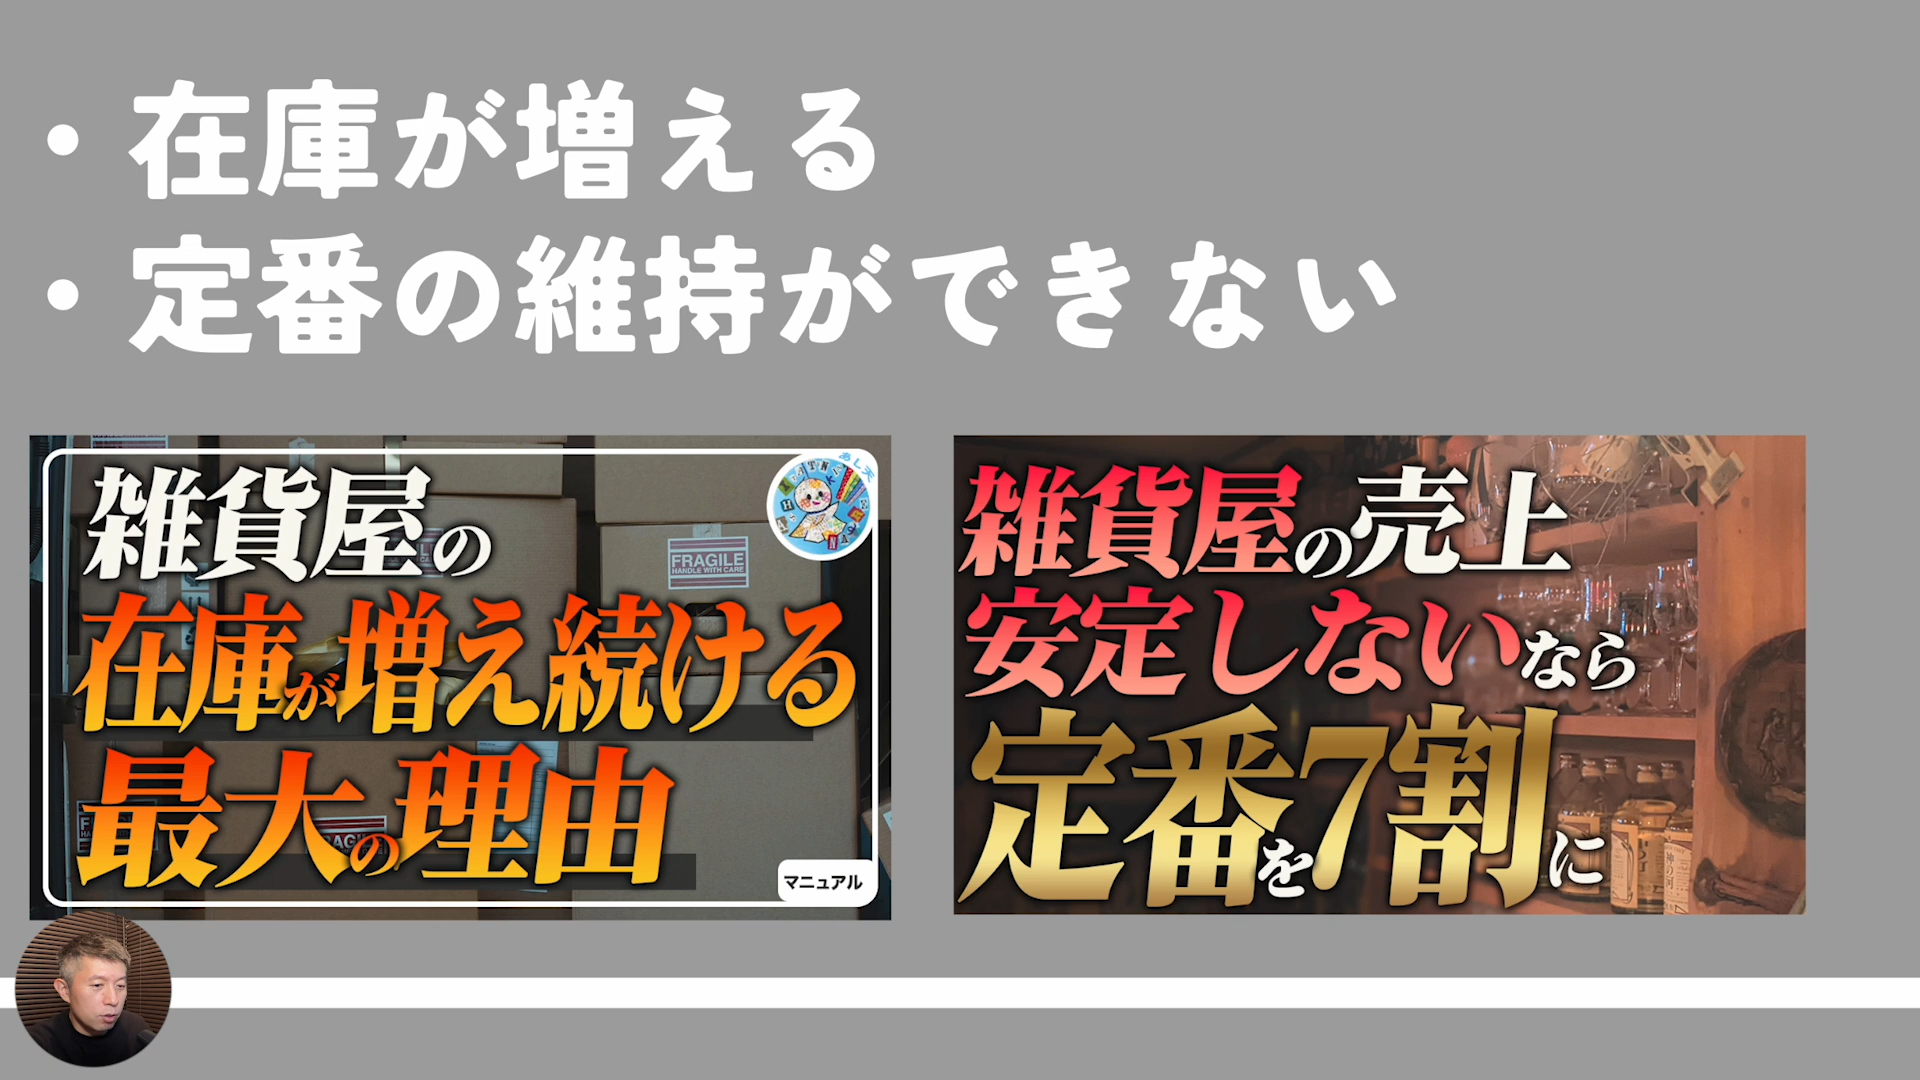 ・在庫が増える
・定番の維持ができない
雑貨屋の
在庫が増え続ける
最大の理由
FRAGILE
HANDLE WITH CARE
マニュアル
雑貨屋の売上
安定しないなら
定番を7割に